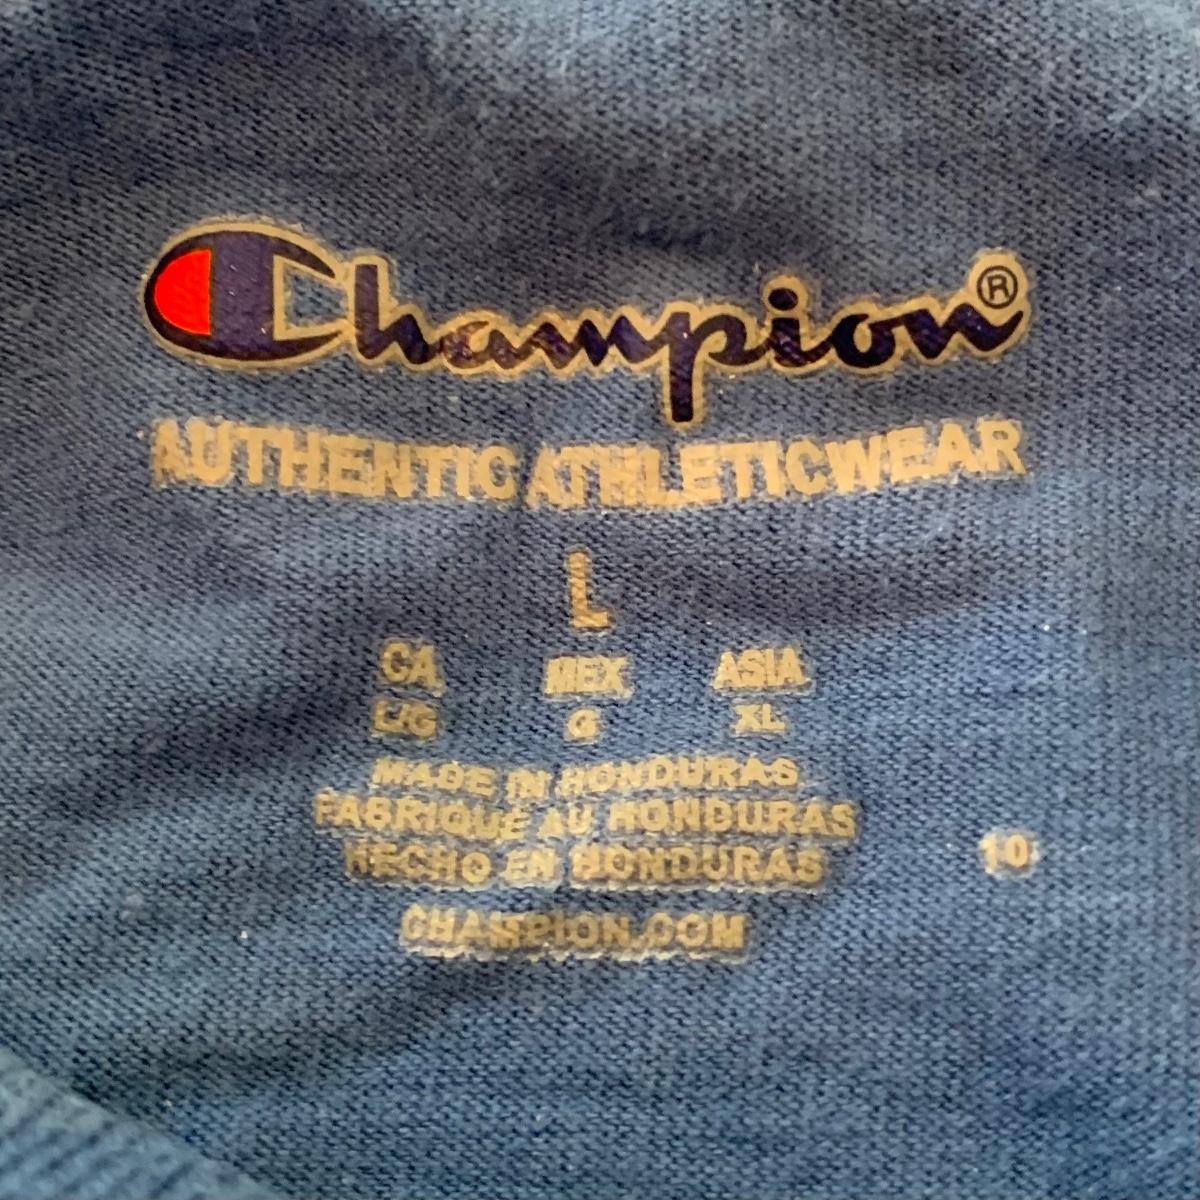 Champion®
AUTHENTIC ATHLETICWEAR
L
CA MEX ASIA
L/G G XL
MADE IN HONDURAS
FABRIQUÉ AU HONDURAS
HECHO EN HONDURAS
10
CHAMPION.COM